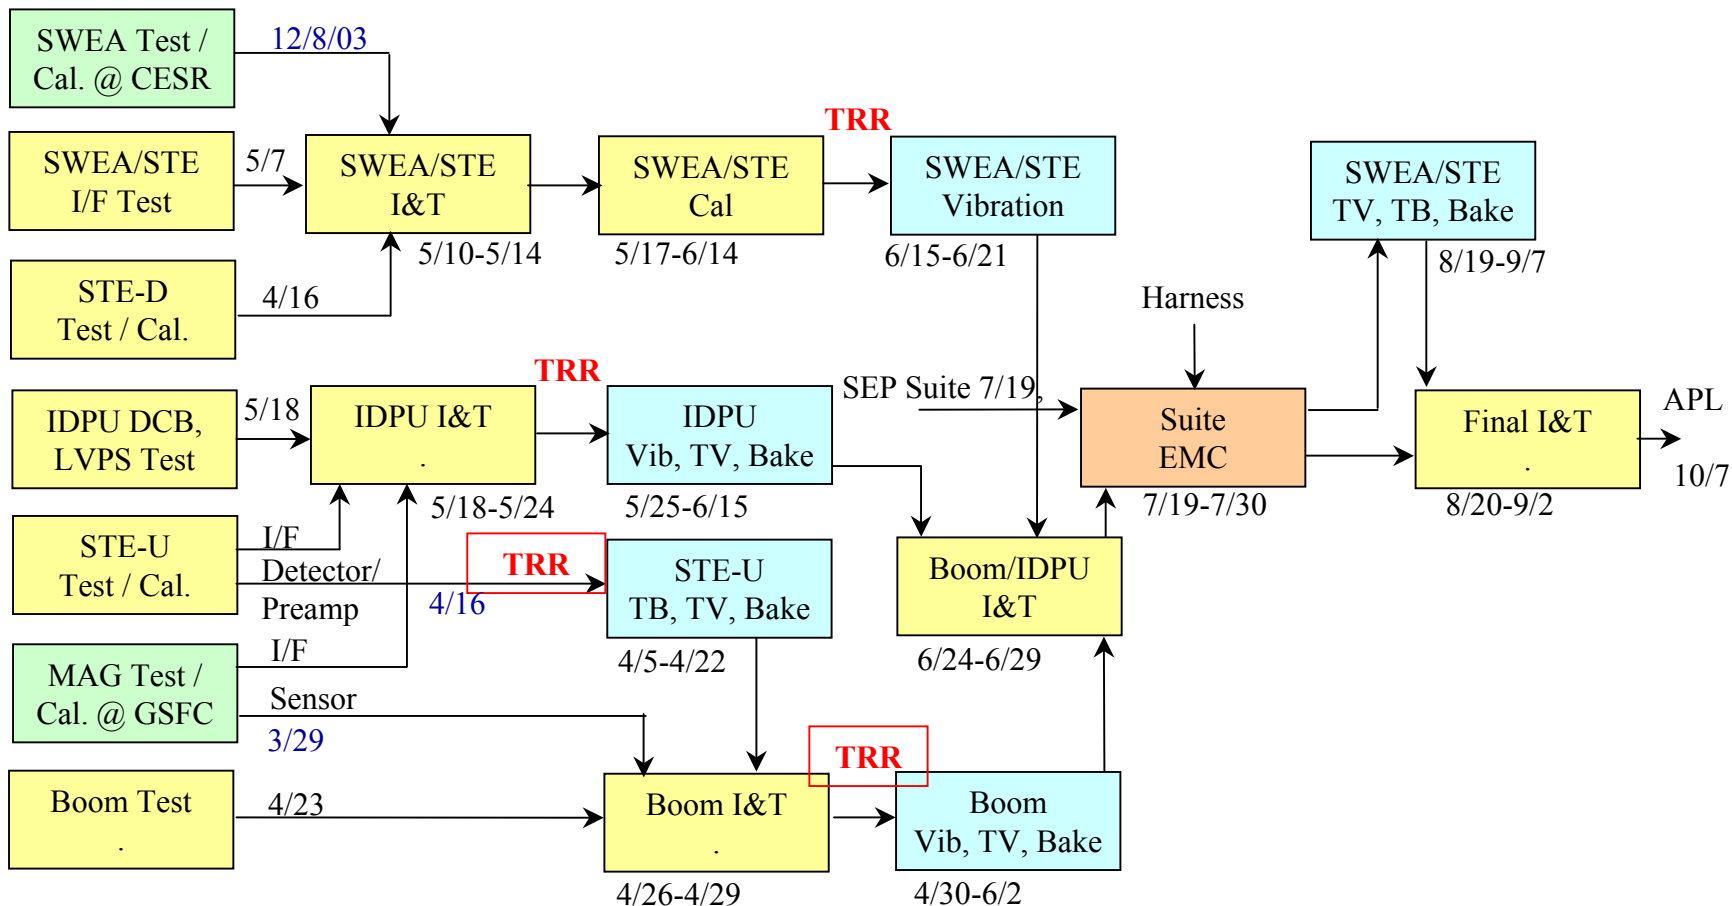 SWEA Test /
Cal. @ CESR
12/8/03
SWEA/STE
I/F Test
5/7
SWEA/STE
I&T
5/10-5/14
SWEA/STE
Cal
5/17-6/14
TRR
SWEA/STE
Vibration
6/15-6/21
SWEA/STE
TV, TB, Bake
8/19-9/7
STE-D
Test / Cal.
4/16
Harness
IDPU DCB,
LVPS Test
5/18
IDPU I&T
.
5/18-5/24
TRR
IDPU
Vib, TV, Bake
5/25-6/15
SEP Suite 7/19,
Suite
EMC
7/19-7/30
Final I&T
.
8/20-9/2
APL
10/7
STE-U
Test / Cal.
I/F
Detector/
Preamp
4/16
TRR
STE-U
TB, TV, Bake
4/5-4/22
Boom/IDPU
I&T
6/24-6/29
MAG Test /
Cal. @ GSFC
I/F
Sensor
3/29
Boom Test
.
4/23
Boom I&T
.
4/26-4/29
TRR
Boom
Vib, TV, Bake
4/30-6/2